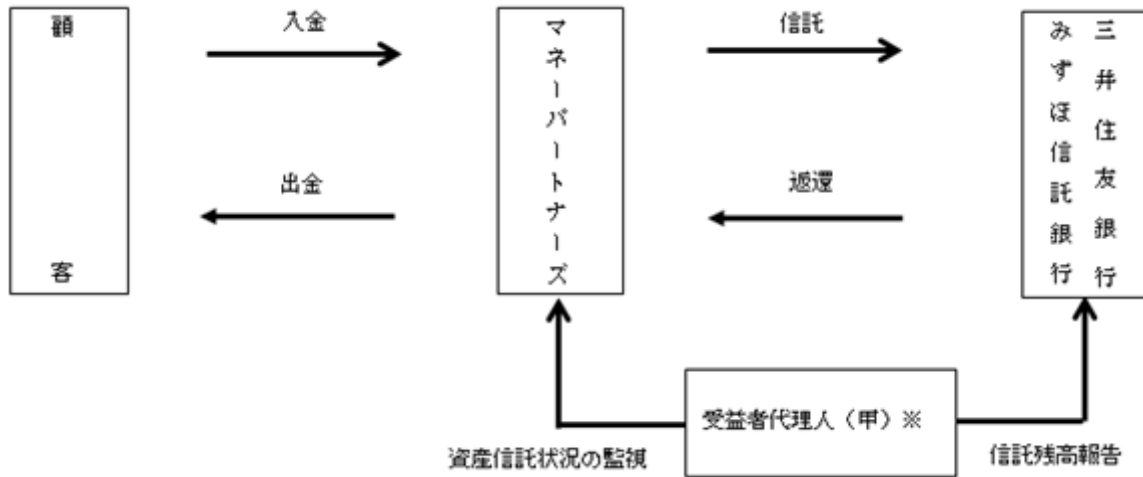 顧客
入金
出金
マネーパートナーズ
信託
返還
三井住友銀行
みずほ信託銀行
受益者代理人（甲）※
資産信託状況の監視
信託残高報告